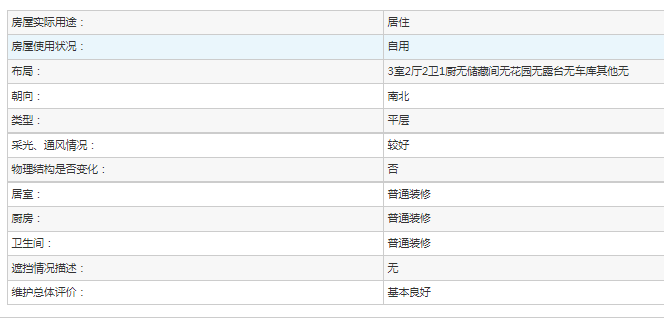 房屋实际用途： 居住
房屋使用状况： 自用
布局： 3室2厅2卫1厨无储藏间无花园无露台无车库其他无
朝向： 南北
类型： 平层
采光、通风情况： 较好
物理结构是否变化： 否
居室： 普通装修
厨房： 普通装修
卫生间： 普通装修
遮挡情况描述： 无
维护总体评价： 基本良好